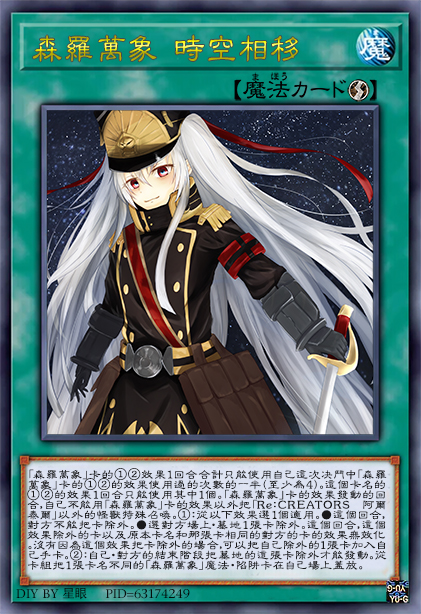 森羅萬象 時空相移
魔
【魔法カード】
まほう
「森羅萬象」卡的①②效果1回合合計只能使用自己這次決鬥中「森羅
萬象」卡的①②的效果使用過的次數的一半(至少為4)。這個卡名的
①②的效果1回合只能使用其中1個。「森羅萬象」卡的效果發動的回
合,自己不能用「森羅萬象」卡的效果以外把「Re:CREATORS 阿爾
泰爾」以外的怪獸特殊召喚。①:從以下效果選1個適用。●這個回合,
對方不能把卡除外。●選對方場上·墓地1張卡除外。這個回合,這個
效果除外的卡以及原本卡名和那張卡相同的對方的卡的效果無效化。
沒有因為這個效果把卡除外的場合,可以把自己除外的1張卡加入自
己手卡。②:自己·對方的結束階段把墓地的這張卡除外才能發動。從
卡組把1張卡名不同的「森羅萬象」魔法·陷阱卡在自己場上蓋放。
DIY BY 星眼 PID=63174249
YU-G